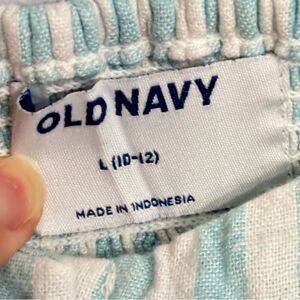 OLD NAVY
L (10-12)
MADE IN INDONESIA